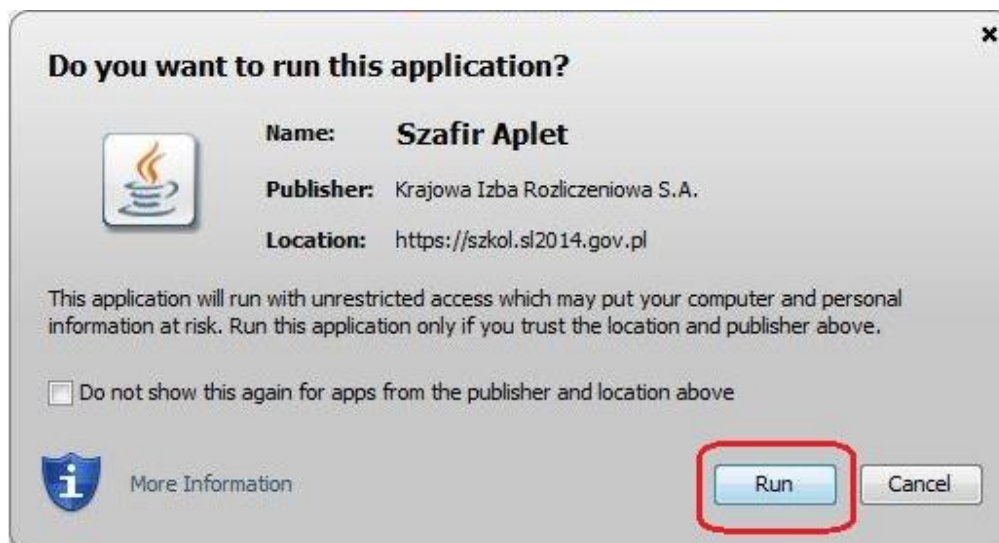 Do you want to run this application?
Name: Szafir Aplet
Publisher: Krajowa Izba Rozliczeniowa S.A.
Location: https://szkol.sl2014.gov.pl
This application will run with unrestricted access which may put your computer and personal
information at risk. Run this application only if you trust the location and publisher above.
Do not show this again for apps from the publisher and location above
More Information
Run
Cancel